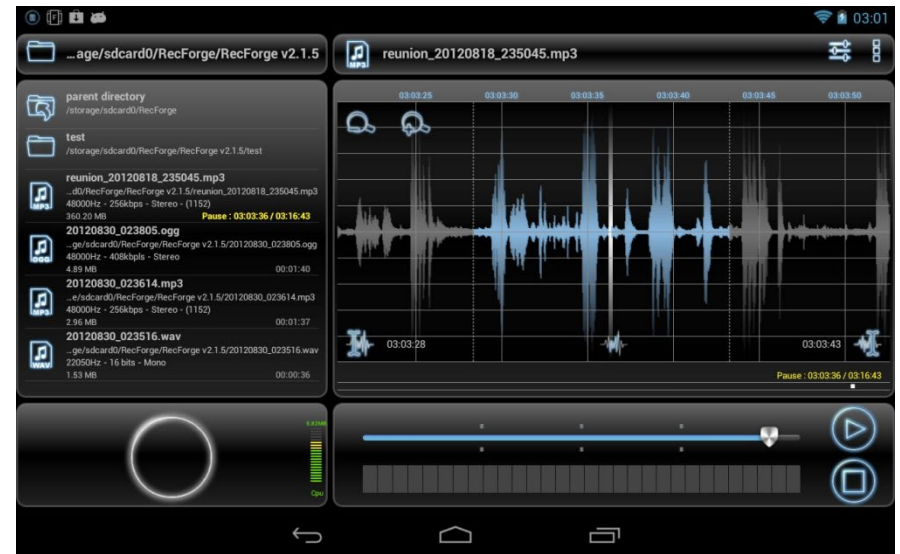 03:01
...age/sdcard0/RecForge/RecForge v2.1.5
MP3
reunion_20120818_235045.mp3
parent directory
/storage/sdcard0/RecForge
test
/storage/sdcard0/RecForge/RecForge v2.1.5/test
MP3
reunion_20120818_235045.mp3
...d0/RecForge/RecForge v2.1.5/reunion_20120818_235045.mp3
48000Hz - 256kbps - Stereo - (1152)
360.20 MB Pause : 03:03:36 / 03:16:43
OGG
20120830_023805.ogg
...ge/sdcard0/RecForge/RecForge v2.1.5/20120830_023805.ogg
48000Hz - 408kbpls - Stereo
4.89 MB 00:01:40
MP3
20120830_023614.mp3
...e/sdcard0/RecForge/RecForge v2.1.5/20120830_023614.mp3
48000Hz - 256kbps - Stereo - (1152)
2.96 MB 00:01:37
WAV
20120830_023516.wav
...ge/sdcard0/RecForge/RecForge v2.1.5/20120830_023516.wav
22050Hz - 16 bits - Mono
1.53 MB 00:00:36
03:03:25 03:03:30 03:03:35 03:03:40 03:03:45 03:03:50
03:03:28 03:03:43
Pause : 03:03:36 / 03:16:43
Cpu